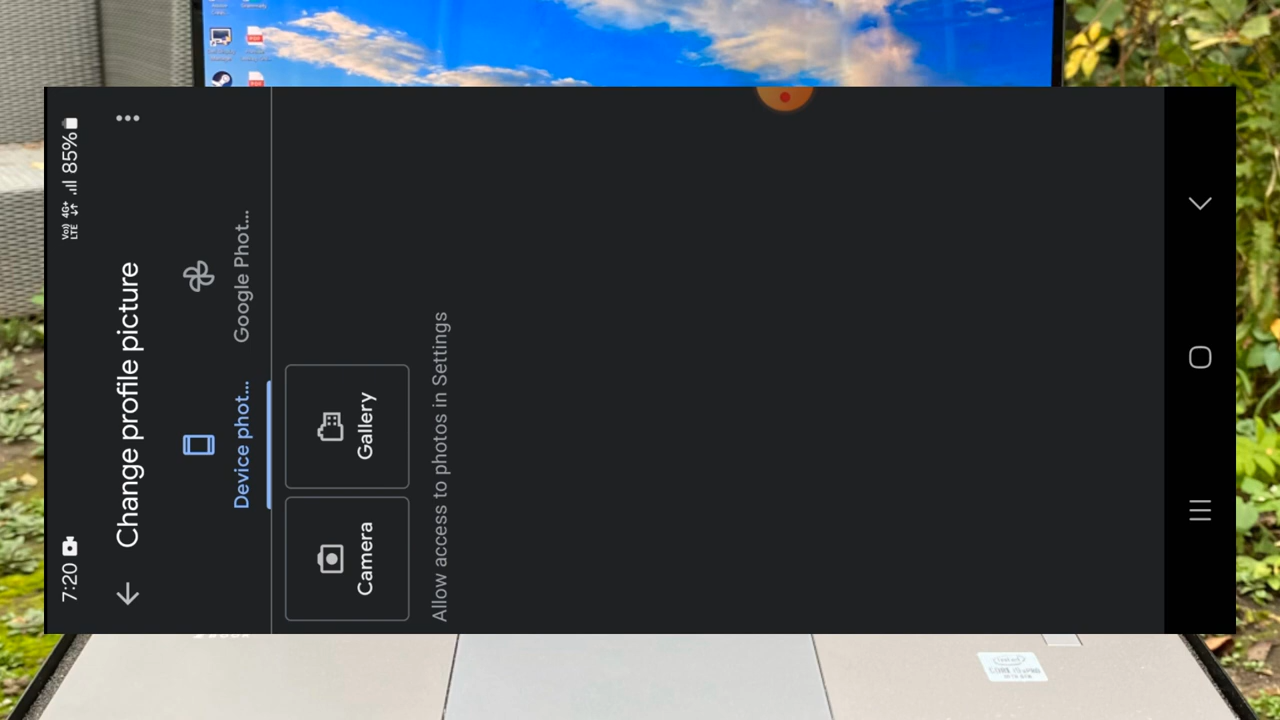 7:20
Vo)) 4G+
LTE
85%
Change profile picture
Device phot...
Google Phot...
Camera
Gallery
Allow access to photos in Settings